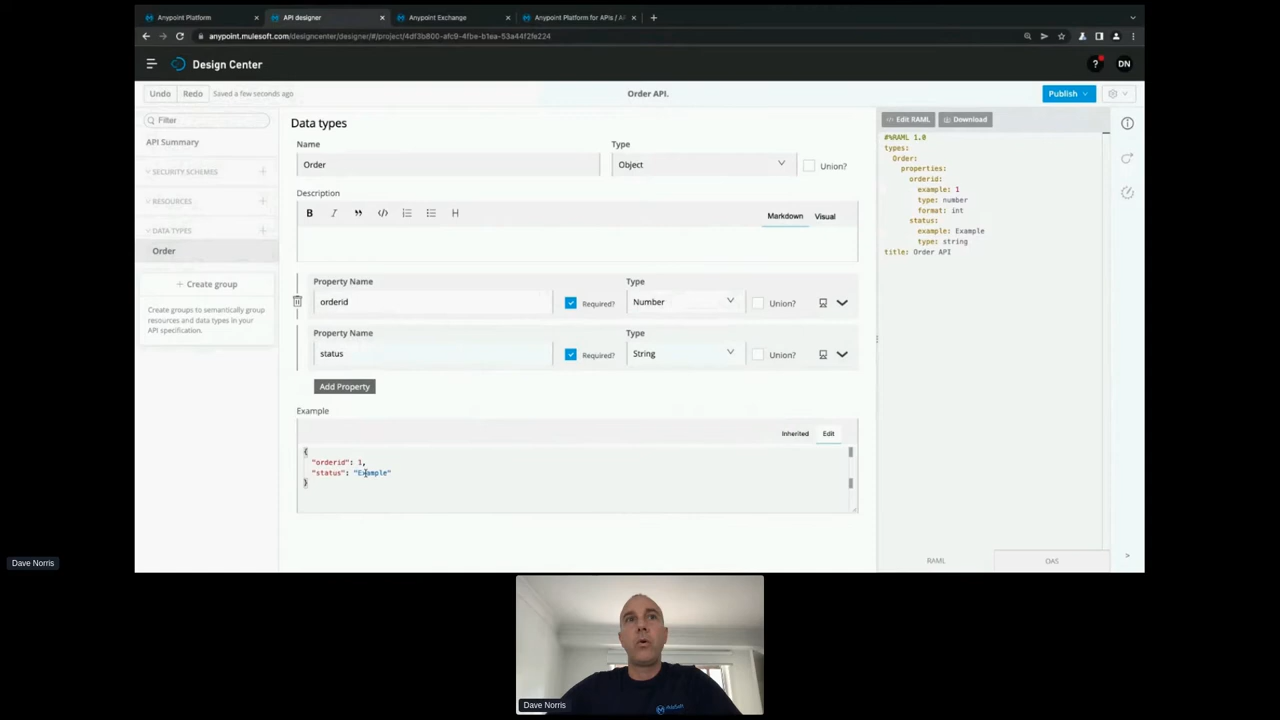 Anypoint Platform
API designer
Anypoint Exchange
Anypoint Platform for APIs / A
anypoint.mulesoft.com/designcenter/designer/#/project/4df3b800-afc9-4fbe-b1ea-53a44f2fe224
Design Center
? DN
Undo Redo Saved a few seconds ago
Order API.
Publish
Filter
API Summary
SECURITY SCHEMES
RESOURCES
DATA TYPES
Order
+ Create group
Create groups to semantically group
resources and data types in your
API specification.
Data types
Name Type
Order Object Union?
Description
B I H Markdown Visual
Property Name Type
orderid Required? Number Union?
Property Name Type
status Required? String Union?
Add Property
Example
Inherited Edit
{
"orderid": 1,
"status": "Example"
}
Edit RAML Download
#%RAML 1.0
types:
Order:
properties:
orderid:
example: 1
type: number
format: int
status:
example: Example
type: string
title: Order API
RAML OAS
Dave Norris
Dave Norris
MuleSoft